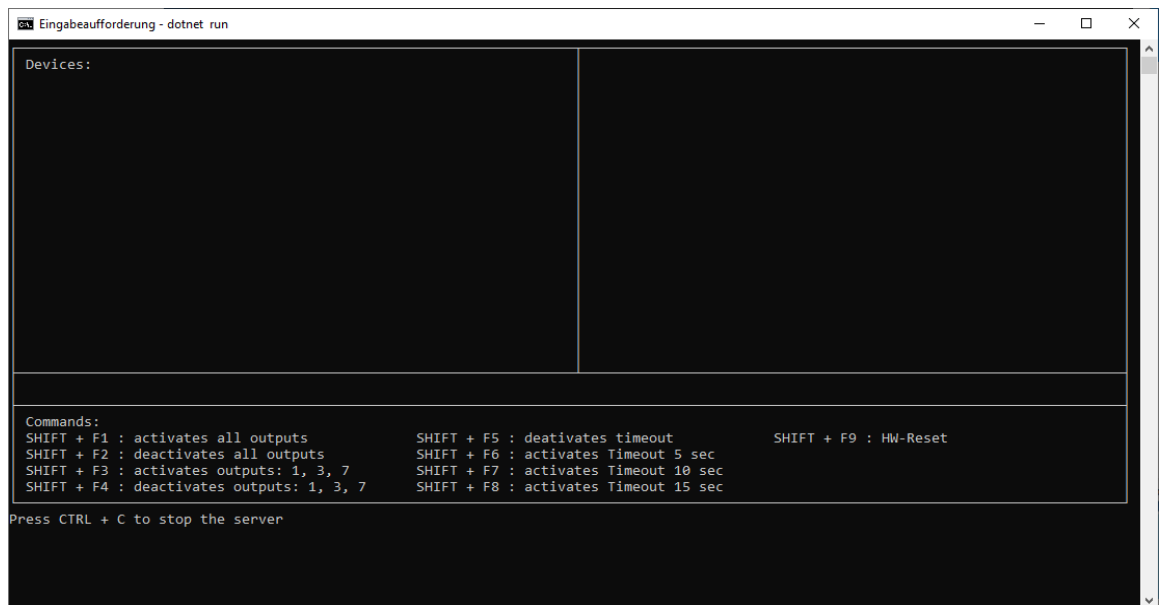 Eingabeaufforderung - dotnet run
Devices:
Commands:
SHIFT + F1 : activates all outputs SHIFT + F5 : deativates timeout SHIFT + F9 : HW-Reset
SHIFT + F2 : deactivates all outputs SHIFT + F6 : activates Timeout 5 sec
SHIFT + F3 : activates outputs: 1, 3, 7 SHIFT + F7 : activates Timeout 10 sec
SHIFT + F4 : deactivates outputs: 1, 3, 7 SHIFT + F8 : activates Timeout 15 sec
Press CTRL + C to stop the server